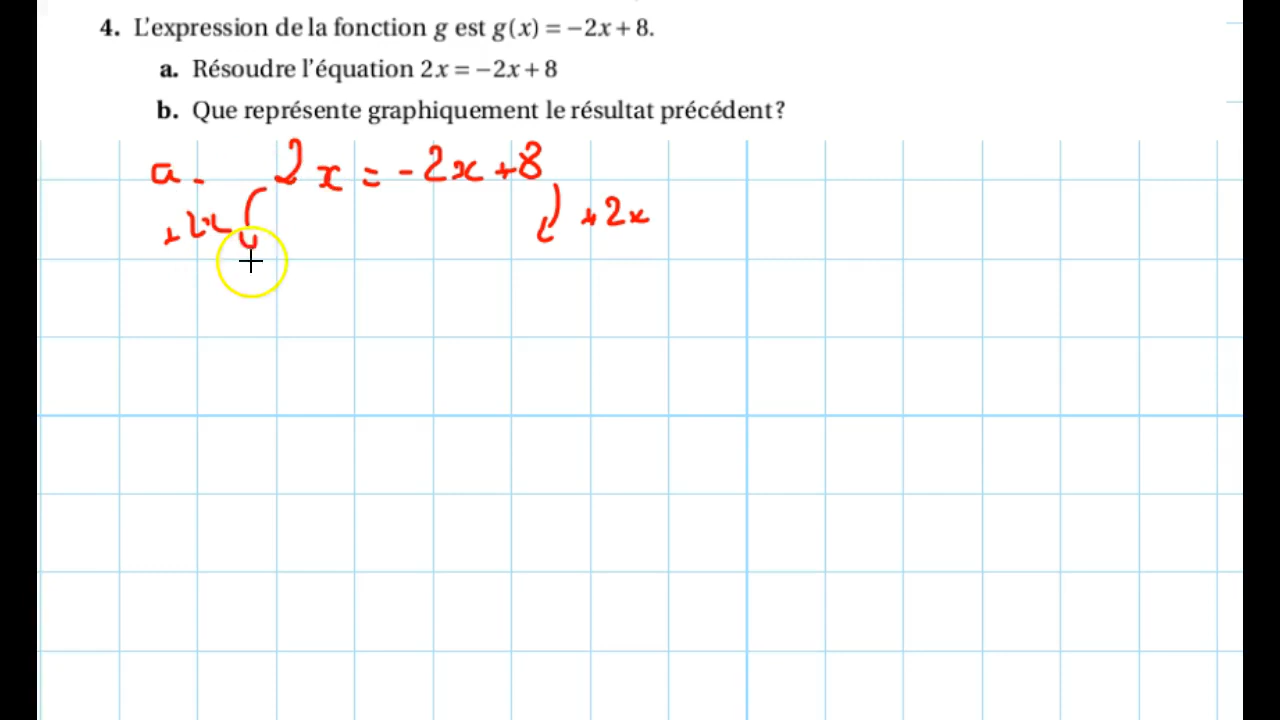 4. L'expression de la fonction g est g(x) = −2x + 8.
a. Résoudre l'équation 2x = −2x + 8
b. Que représente graphiquement le résultat précédent ?
a - 2x = -2x +8
+2x +2x